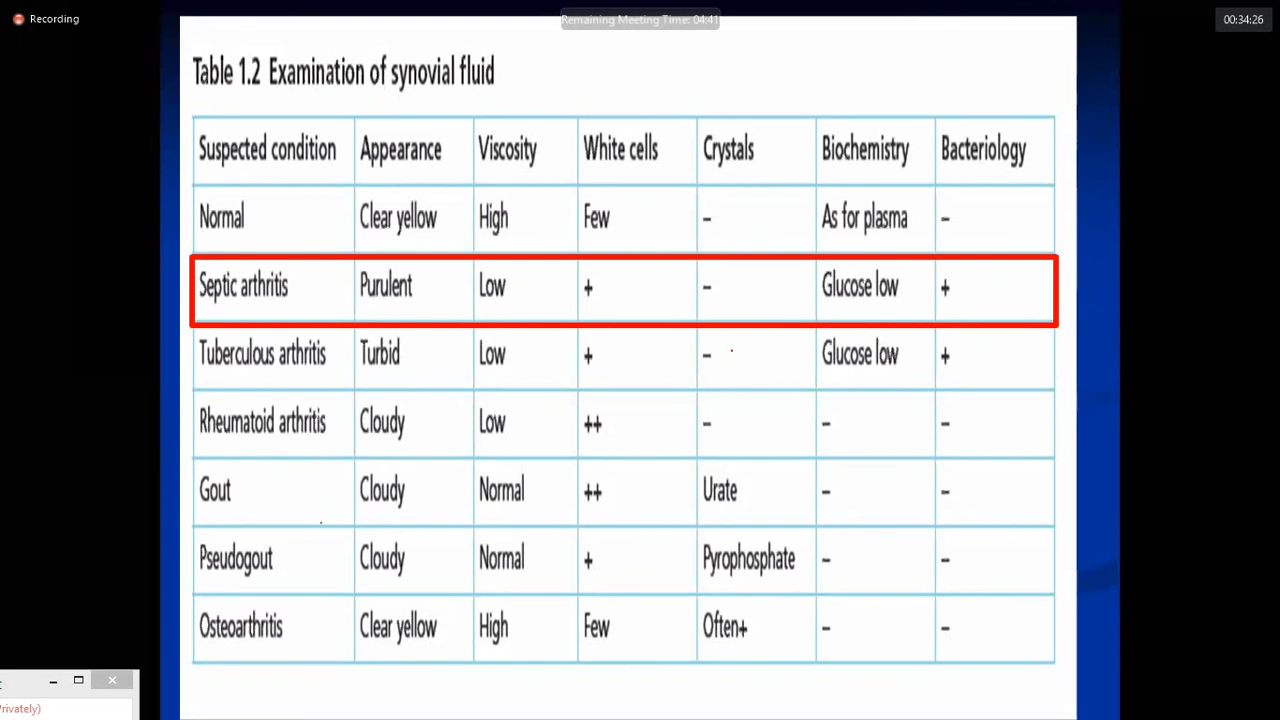 Recording
Remaining Meeting Time: 04:41
00:34:26
Table 1.2 Examination of synovial fluid
Suspected condition Appearance Viscosity White cells Crystals Biochemistry Bacteriology
Normal Clear yellow High Few – As for plasma –
Septic arthritis Purulent Low + – Glucose low +
Tuberculous arthritis Turbid Low + – Glucose low +
Rheumatoid arthritis Cloudy Low ++ – – –
Gout Cloudy Normal ++ Urate – –
Pseudogout Cloudy Normal + Pyrophosphate – –
Osteoarthritis Clear yellow High Few Often+ – –